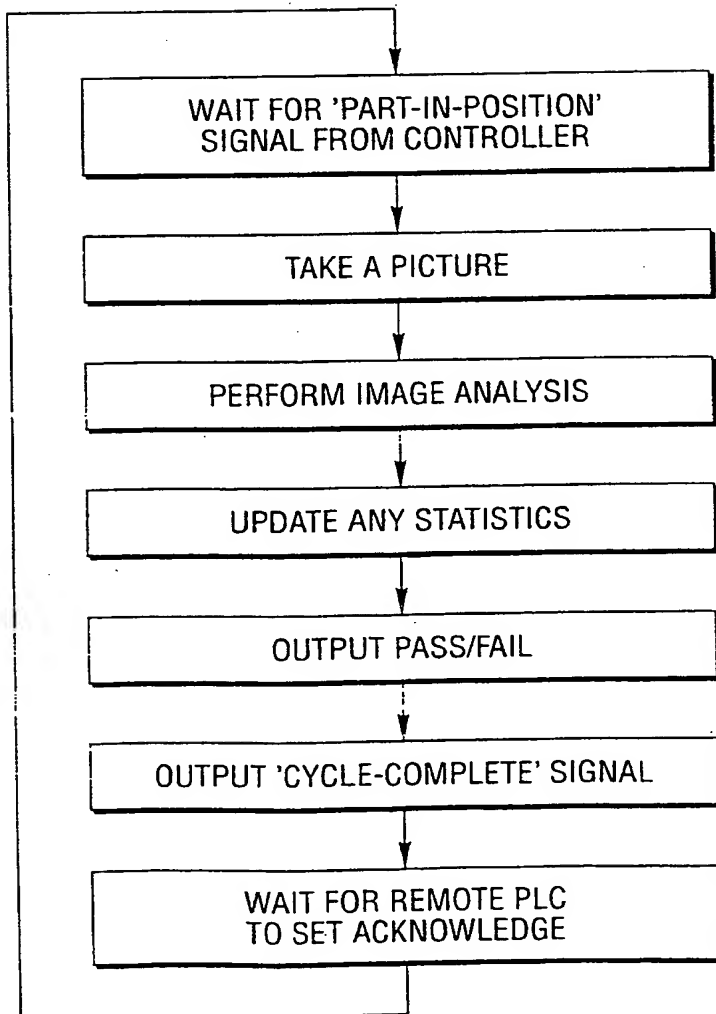 WAIT FOR 'PART-IN-POSITION'
SIGNAL FROM CONTROLLER
TAKE A PICTURE
PERFORM IMAGE ANALYSIS
UPDATE ANY STATISTICS
OUTPUT PASS/FAIL
OUTPUT 'CYCLE-COMPLETE' SIGNAL
WAIT FOR REMOTE PLC
TO SET ACKNOWLEDGE